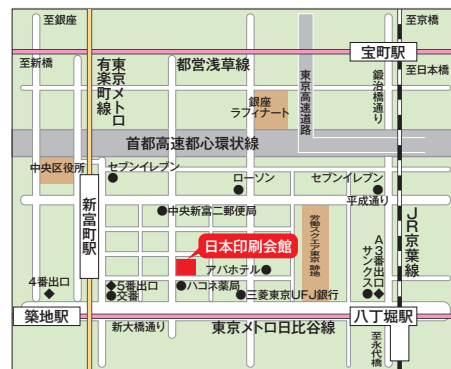 至銀座
至京橋
宝町駅
至新橋
東京メトロ
有楽町線
都営浅草線
東京高速道路
鍛治橋通り
至日本橋
銀座
ラフィナート
首都高速都心環状線
中央区役所
セブンイレブン
ローソン
セブンイレブン
平成通り
新富町駅
中央新富二郵便局
労働スクエア東京 跡地
日本印刷会館
アパホテル
JR京葉線
A3番出口
サンクス
4番出口
5番出口
交番
ハコネ薬局
三菱東京UFJ銀行
築地駅
新大橋通り
東京メトロ日比谷線
八丁堀駅
至永代橋